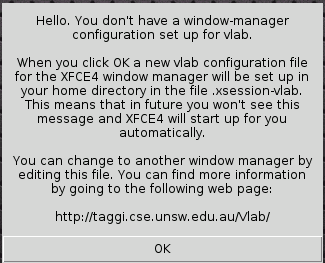 Hello. You don't have a window-manager
configuration set up for vlab.
When you click OK a new vlab configuration file
for the XFCE4 window manager will be set up in
your home directory in the file .xsession-vlab.
This means that in future you won't see this
message and XFCE4 will start up for you
automatically.
You can change to another window manager by
editing this file. You can find more information
by going to the following web page:
http://taggi.cse.unsw.edu.au/Vlab/
OK